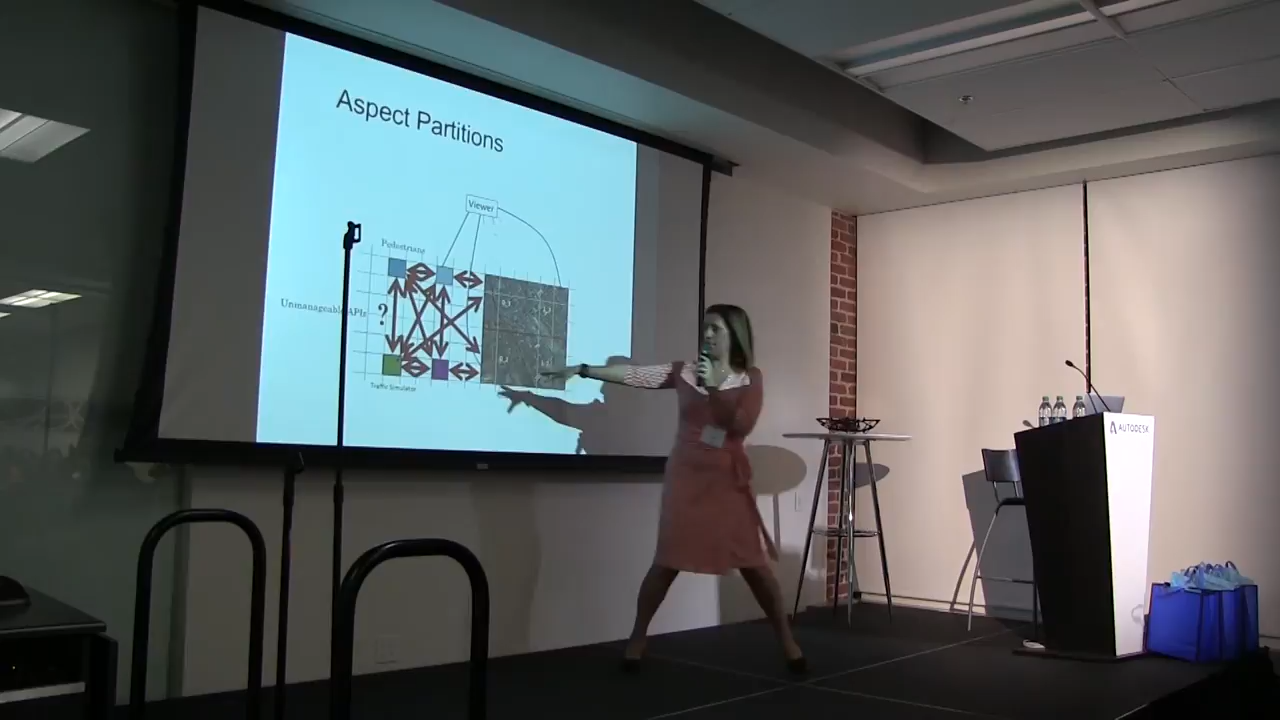 Aspect Partitions
Viewer
Pedestrians
Unmanageable APIs
?
Traffic Simulator
AUTODESK